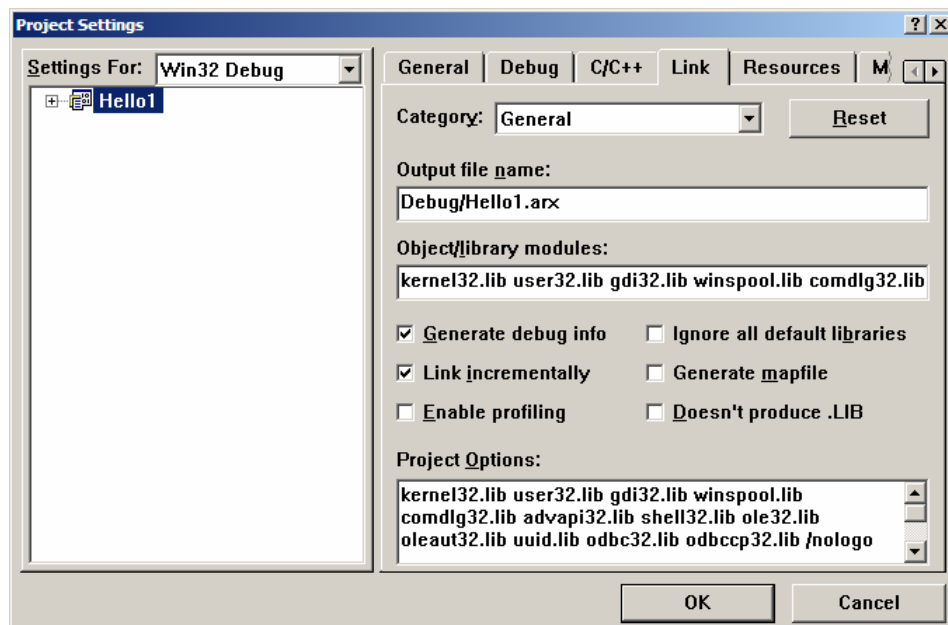 Project Settings
Settings For: Win32 Debug
Hello1
General Debug C/C++ Link Resources M
Category: General Reset
Output file name:
Debug/Hello1.arx
Object/library modules:
kernel32.lib user32.lib gdi32.lib winspool.lib comdlg32.lib
Generate debug info Ignore all default libraries
Link incrementally Generate mapfile
Enable profiling Doesn't produce .LIB
Project Options:
kernel32.lib user32.lib gdi32.lib winspool.lib
comdlg32.lib advapi32.lib shell32.lib ole32.lib
oleaut32.lib uuid.lib odbc32.lib odbccp32.lib /nologo
OK Cancel